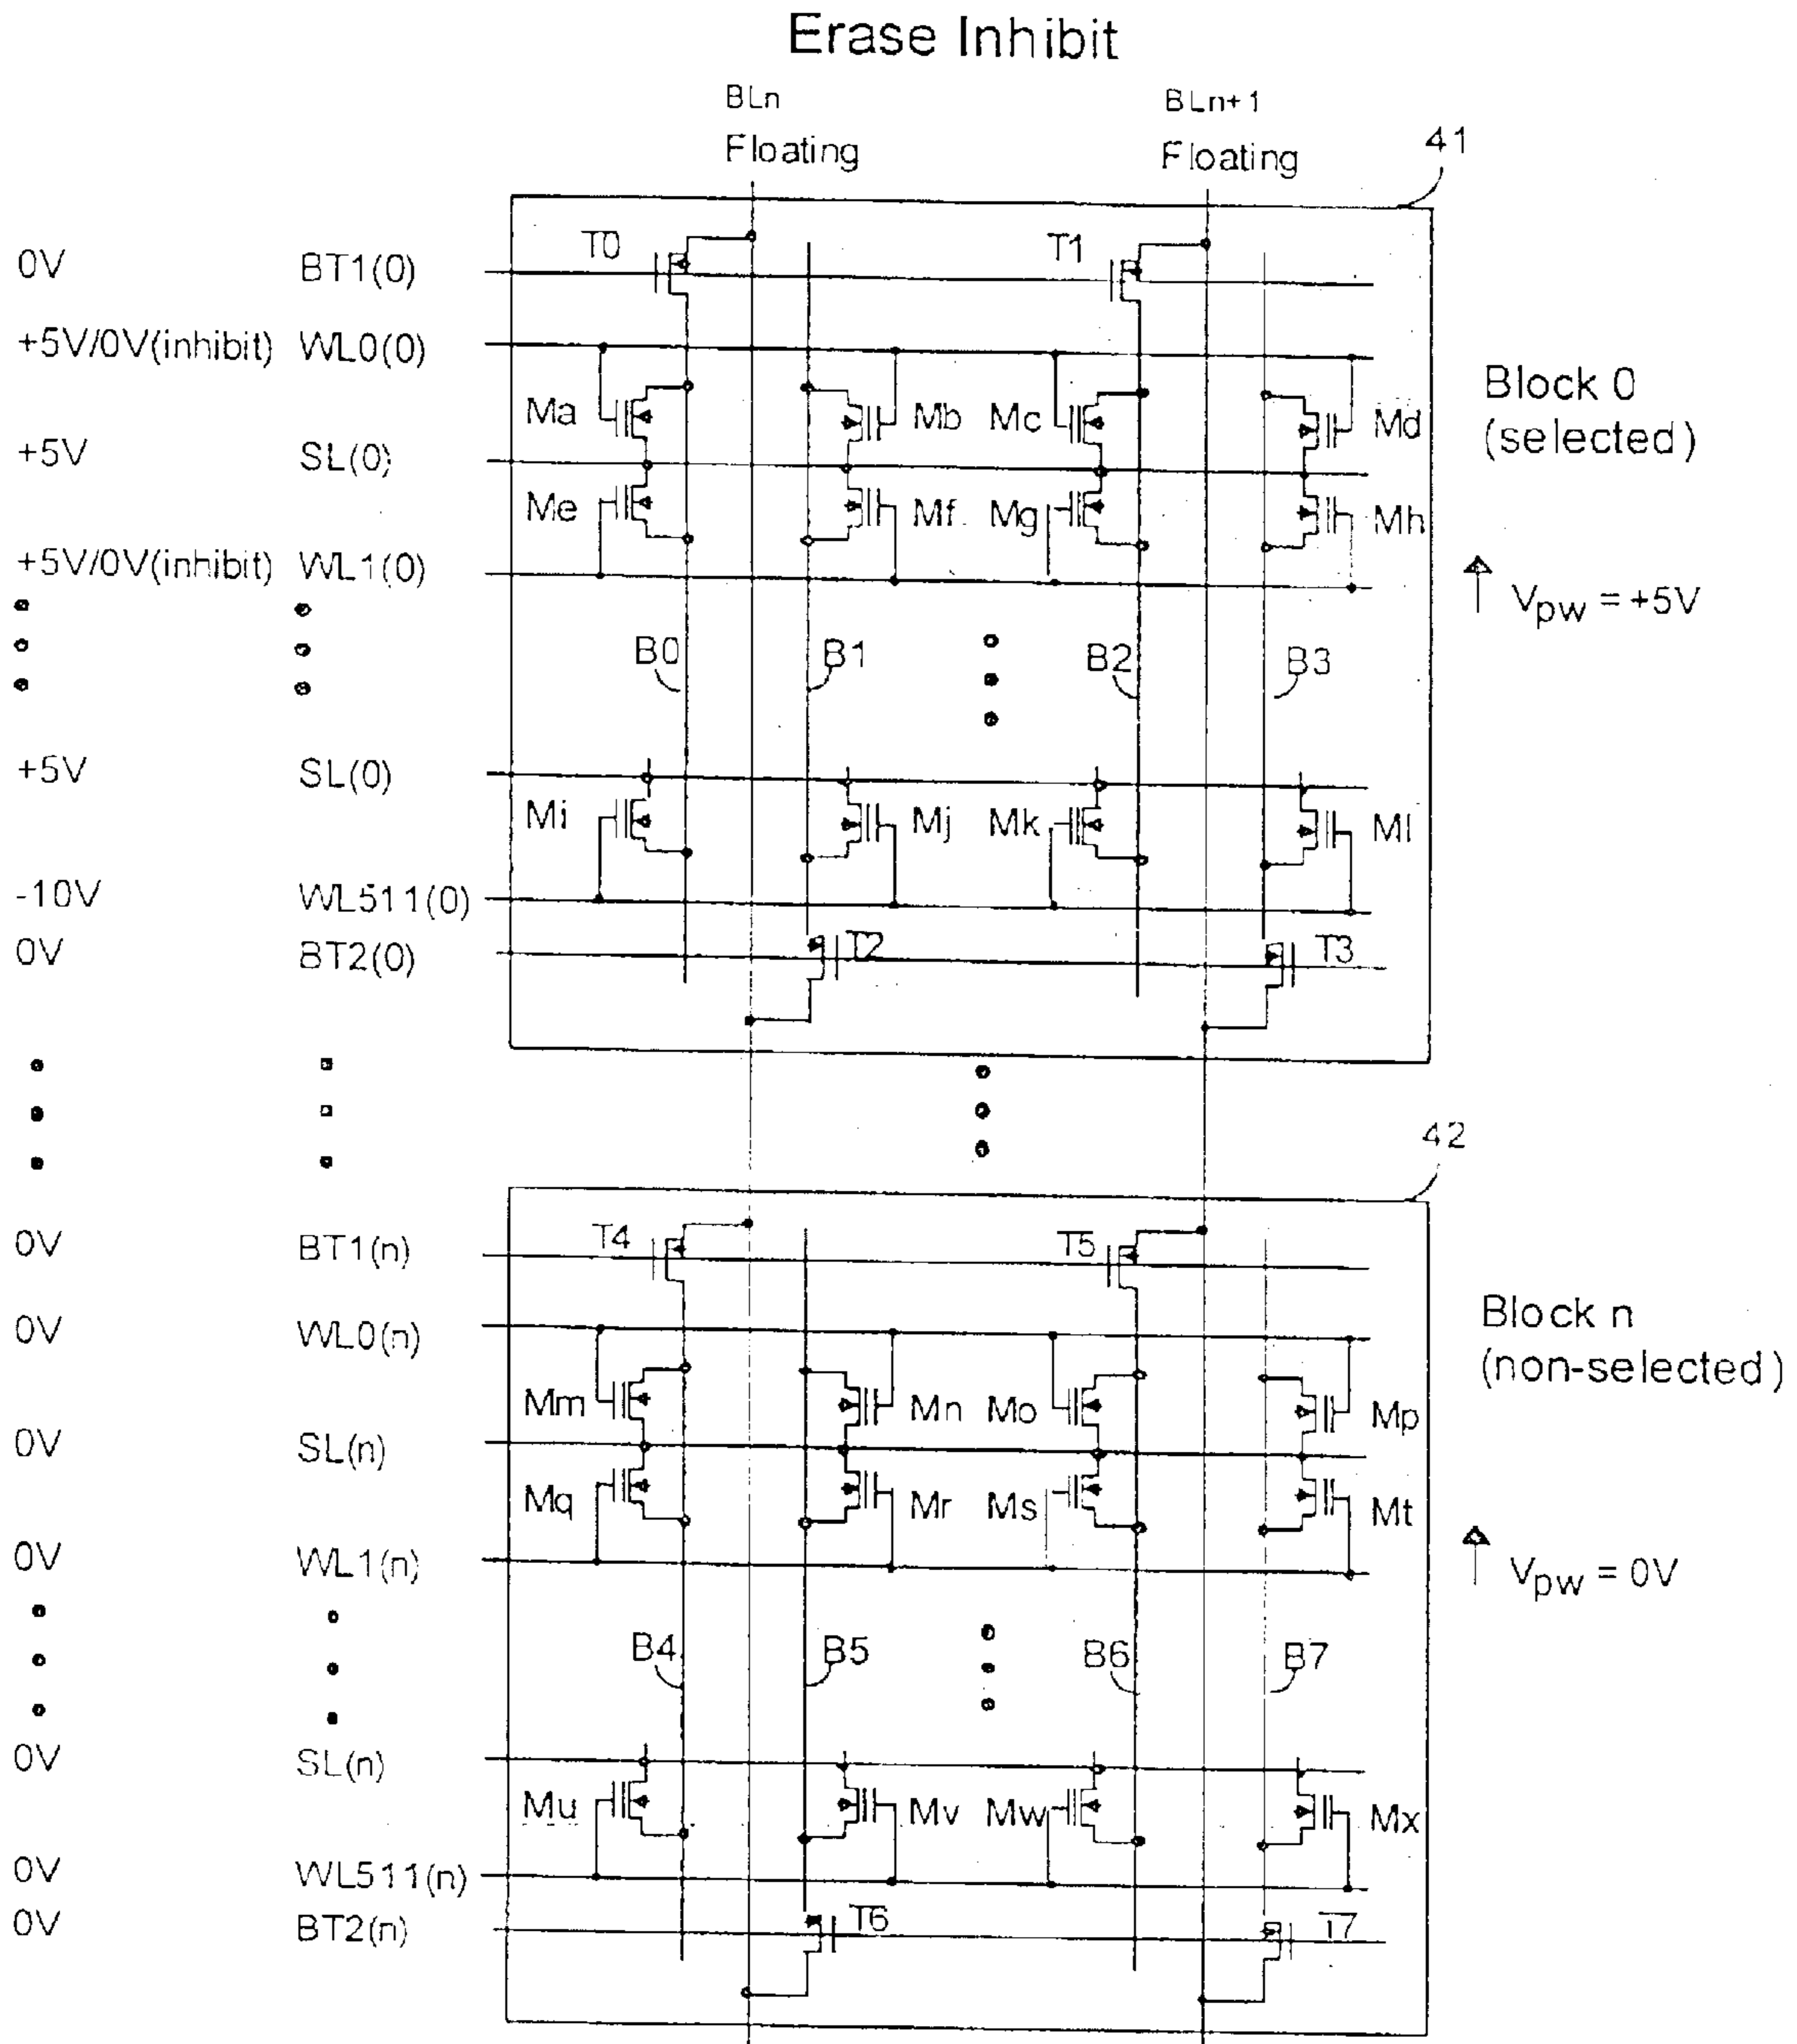 Erase Inhibit
BLn BLn+1
Floating Floating
41
0V BT1(0) T0 T1
+5V/0V(inhibit) WL0(0)
Block 0
(selected)
Ma Mb Mc Md
+5V SL(0)
Me Mf Mg Mh
+5V/0V(inhibit) WL1(0)
Vpw = +5V
B0 B1 B2 B3
+5V SL(0)
Mi Mj Mk Ml
-10V WL511(0)
0V BT2(0) T2 T3
42
0V BT1(n) T4 T5
0V WL0(n)
Block n
(non-selected)
Mm Mn Mo Mp
0V SL(n)
Mq Mr Ms Mt
0V WL1(n)
Vpw = 0V
B4 B5 B6 B7
0V SL(n)
Mu Mv Mw Mx
0V WL511(n)
0V BT2(n) T6 T7